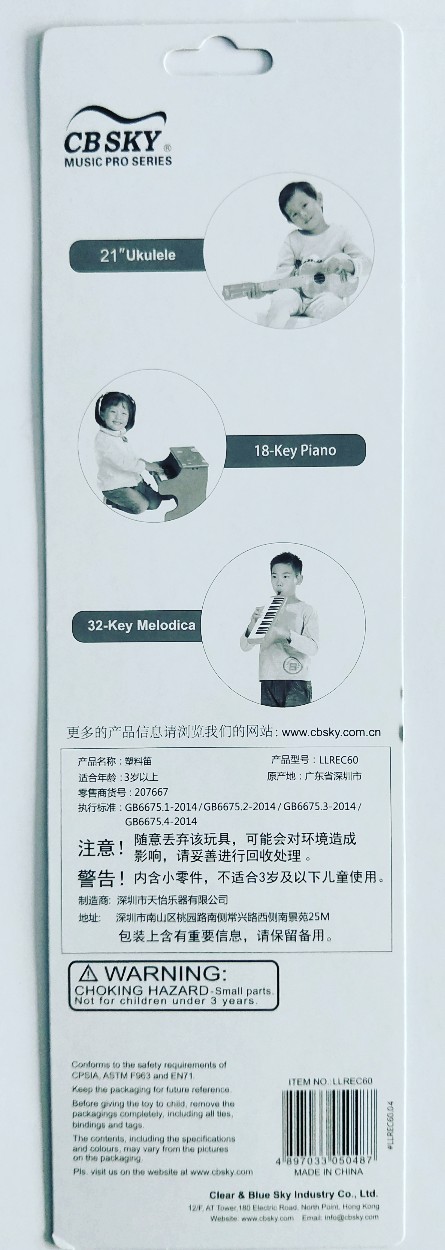 CB SKY ®
MUSIC PRO SERIES
21"Ukulele
18-Key Piano
32-Key Melodica
更多的产品信息请浏览我们的网站: www.cbsky.com.cn
产品名称 : 塑料笛 产品型号 : LLREC60
适合年龄 : 3岁以上 原产地 : 广东省深圳市
零售商货号 : 207667
执行标准 : GB6675.1-2014 / GB6675.2-2014 / GB6675.3-2014 /
GB6675.4-2014
注意! 随意丢弃该玩具，可能会对环境造成
影响，请妥善进行回收处理 。
警告! 内含小零件，不适合3岁及以下儿童使用。
制造商: 深圳市天怡乐器有限公司
地址: 深圳市南山区桃园路南侧常兴路西侧南景苑25M
包装上含有重要信息，请保留备用。
⚠ WARNING:
CHOKING HAZARD-Small parts.
Not for children under 3 years.
Conforms to the safety requirements of
CPSIA, ASTM F963 and EN71.
Keep the packaging for future reference.
Before giving the toy to child, remove the
packagings completely, including all ties,
bindings and tags.
The contents, including the specifications
and colours, may vary from the pictures
on the packaging.
Pls. visit us on the website at www.cbsky.com
ITEM NO.:LLREC60
4 897033 050487
MADE IN CHINA
#LLREC60.04
Clear & Blue Sky Industry Co., Ltd.
12/F, AT Tower,180 Electric Road, North Point, Hong Kong
Website: www.cbsky.com Email: info@cbsky.com